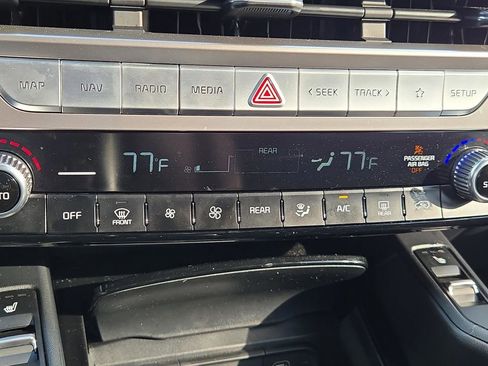 MAP NAV RADIO MEDIA < SEEK TRACK > SETUP
REAR
77°F 77°F
PASSENGER
AIR BAG
OFF
OFF FRONT REAR A/C REAR